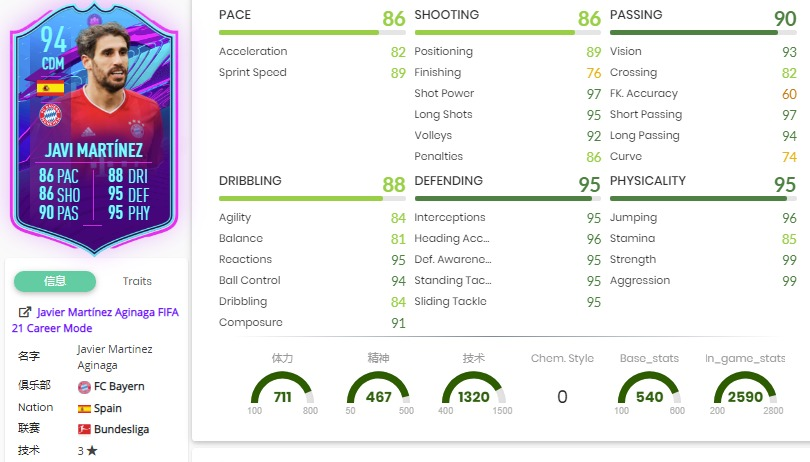 94
CDM
JAVI MARTÍNEZ
86 PAC 88 DRI
86 SHO 95 DEF
90 PAS 95 PHY
信息 Traits
Javier Martínez Aginaga FIFA
21 Career Mode
名字 Javier Martinez
Aginaga
俱乐部 FC Bayern
Nation Spain
联赛 Bundesliga
技术 3★
PACE 86
Acceleration 82
Sprint Speed 89
SHOOTING 86
Positioning 89
Finishing 76
Shot Power 97
Long Shots 95
Volleys 92
Penalties 86
PASSING 90
Vision 93
Crossing 82
FK. Accuracy 60
Short Passing 97
Long Passing 94
Curve 74
DRIBBLING 88
Agility 84
Balance 81
Reactions 95
Ball Control 94
Dribbling 84
Composure 91
DEFENDING 95
Interceptions 95
Heading Acc... 96
Def. Awarene... 95
Standing Tac... 95
Sliding Tackle 95
PHYSICALITY 95
Jumping 96
Stamina 85
Strength 99
Aggression 99
体力 精神 技术 Chem. Style Base_stats In_game_stats
711 467 1320 0 540 2590
100 800 50 500 400 1500 100 600 200 2800